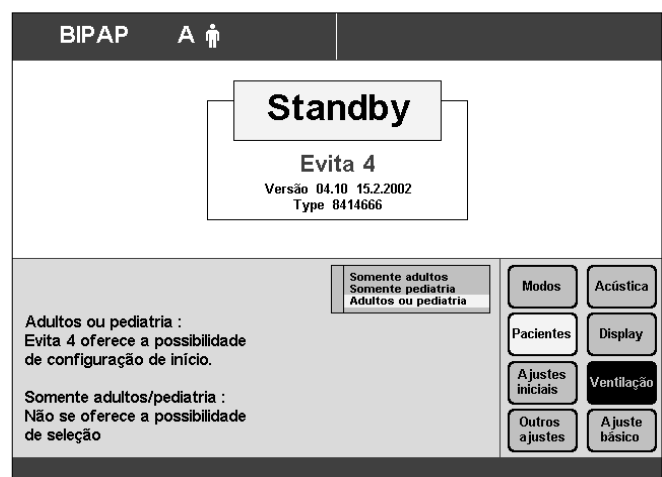 BIPAP A
Standby
Evita 4
Versão 04.10 15.2.2002
Type 8414666
Somente adultos
Somente pediatria
Adultos ou pediatria
Adultos ou pediatria :
Evita 4 oferece a possibilidade
de configuração de início.
Somente adultos/pediatria :
Não se oferece a possibilidade
de seleção
Modos
Acústica
Pacientes
Display
Ajustes
iniciais
Ventilação
Outros
ajustes
Ajuste
básico